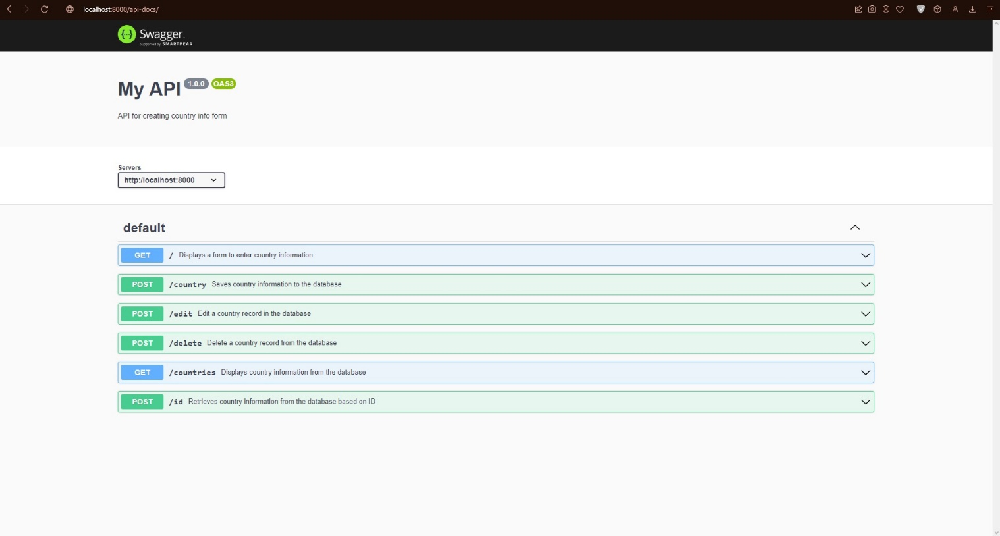 localhost:8000/api-docs/
{···} Swagger.
Supported by SMARTBEAR
My API 1.0.0 OAS3
API for creating country info form
Servers
http:/localhost:8000
default
GET / Displays a form to enter country information
POST /country Saves country information to the database
POST /edit Edit a country record in the database
POST /delete Delete a country record from the database
GET /countries Displays country information from the database
POST /id Retrieves country information from the database based on ID